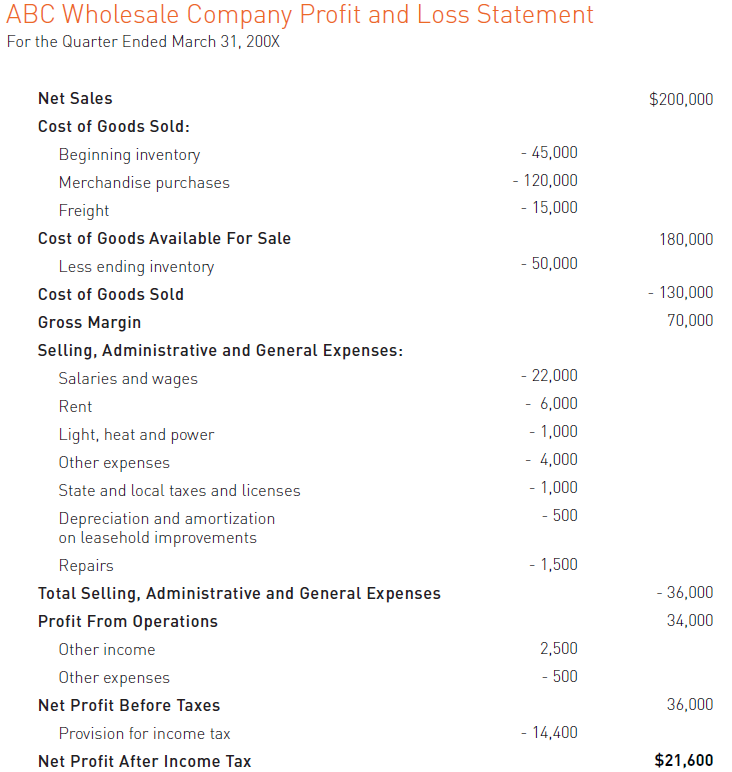 ABC Wholesale Company Profit and Loss Statement
For the Quarter Ended March 31, 200X
Net Sales $200,000
Cost of Goods Sold:
Beginning inventory - 45,000
Merchandise purchases - 120,000
Freight - 15,000
Cost of Goods Available For Sale 180,000
Less ending inventory - 50,000
Cost of Goods Sold - 130,000
Gross Margin 70,000
Selling, Administrative and General Expenses:
Salaries and wages - 22,000
Rent - 6,000
Light, heat and power - 1,000
Other expenses - 4,000
State and local taxes and licenses - 1,000
Depreciation and amortization - 500
on leasehold improvements
Repairs - 1,500
Total Selling, Administrative and General Expenses - 36,000
Profit From Operations 34,000
Other income 2,500
Other expenses - 500
Net Profit Before Taxes 36,000
Provision for income tax - 14,400
Net Profit After Income Tax $21,600